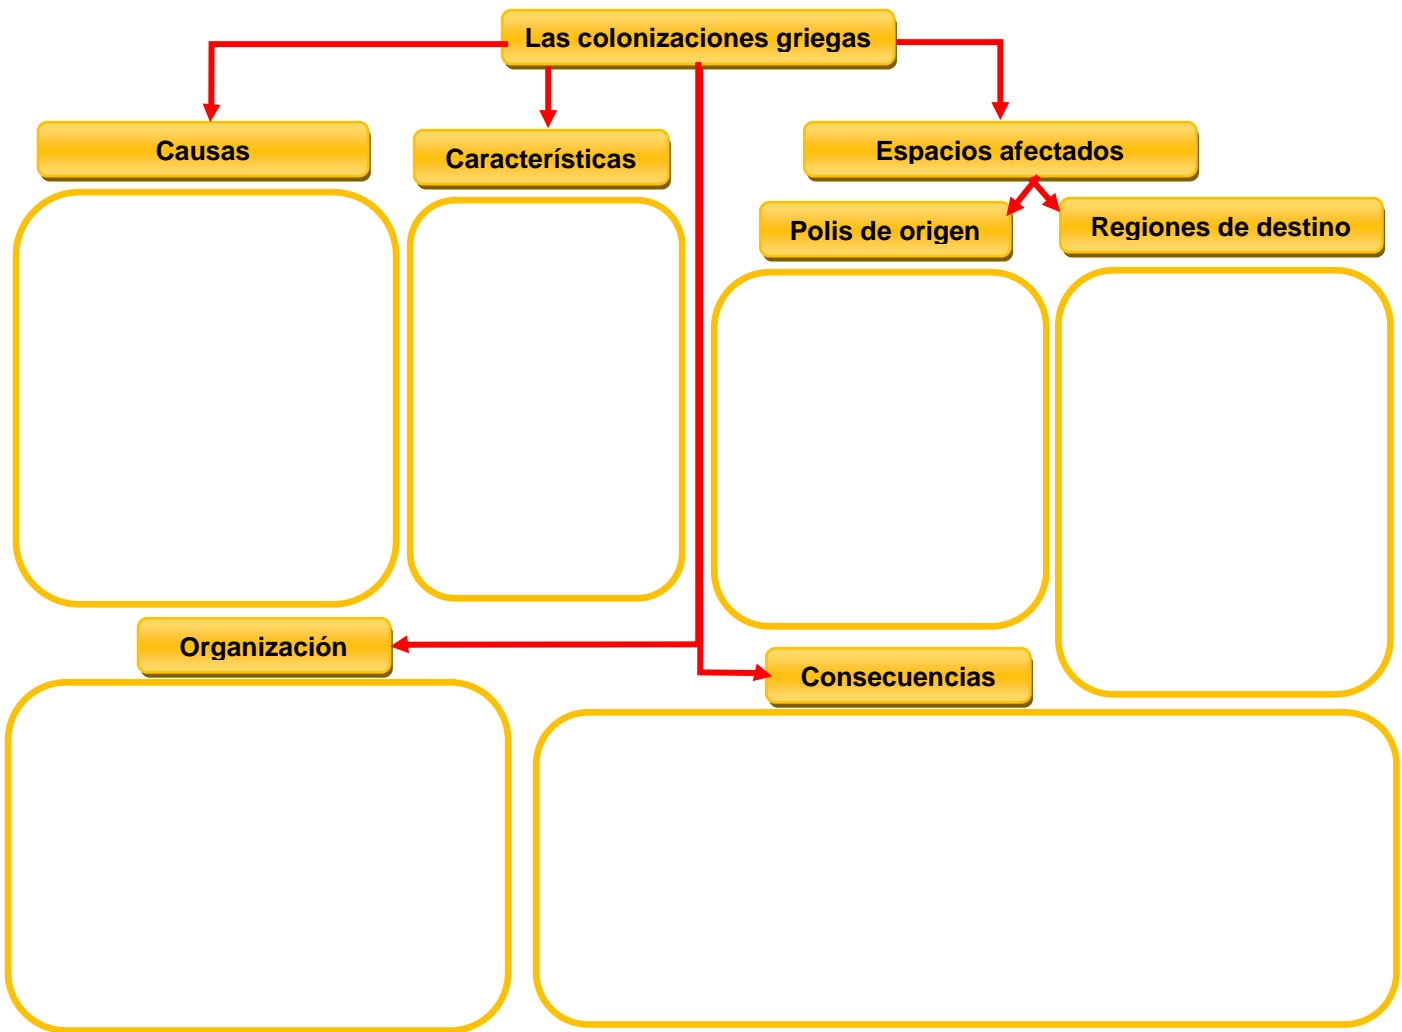 Las colonizaciones griegas
Causas
Características
Espacios afectados
Polis de origen
Regiones de destino
Organización
Consecuencias